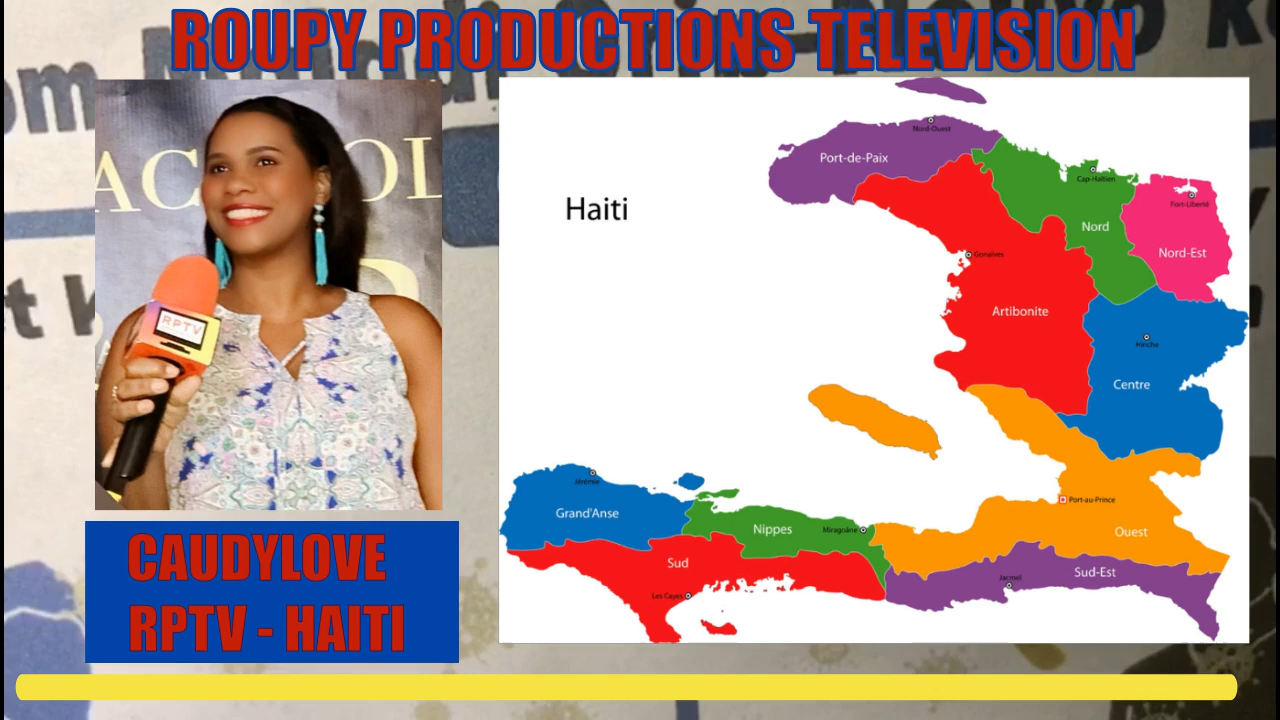 ROUPY PRODUCTIONS TELEVISION
AC
OL
RPTV
CAUDYLOVE
RPTV - HAITI
Haiti
Nord-Ouest
Port-de-Paix
Cap-Haïtien
Fort-Liberté
Nord
Nord-Est
Gonaïves
Artibonite
Hinche
Centre
Jérémie
Port-au-Prince
Grand'Anse
Nippes
Miragoâne
Ouest
Sud
Sud-Est
Jacmel
Les Cayes